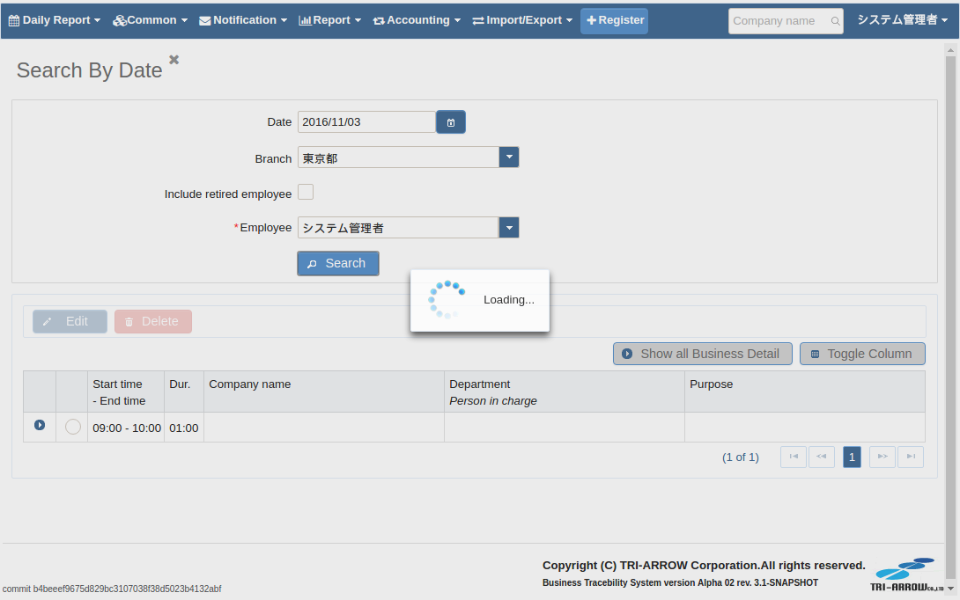 Daily Report Common Notification Report Accounting Import/Export Register Company name システム管理者
Search By Date
Date 2016/11/03
Branch 東京都
Include retired employee
*Employee システム管理者
Search
Loading...
Edit Delete
Show all Business Detail Toggle Column
Start time Dur. Company name Department Purpose
- End time Person in charge
09:00 - 10:00 01:00
(1 of 1) 1
Copyright (C) TRI-ARROW Corporation.All rights reserved.
Business Tracebility System version Alpha 02 rev. 3.1-SNAPSHOT
TRI-ARROW CO.,LTD
commit b4beeef9675d829bc3107038f38d5023b4132abf